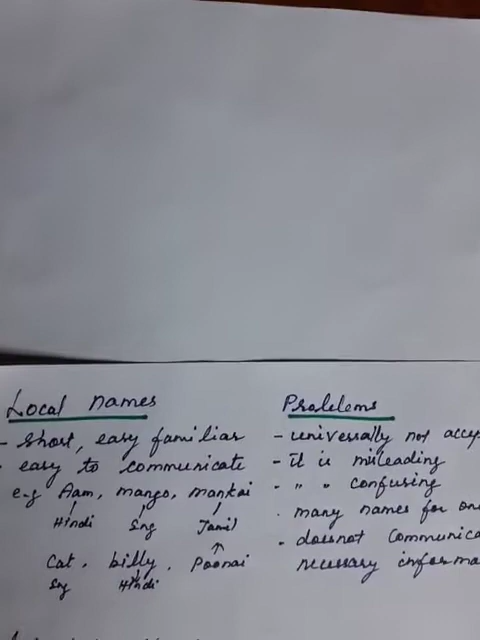 Local names
- short, easy familiar
- easy to communicate
e.g Aam, mango, mankai
Hindi Eng Tamil
Cat, billy, Poonai
Eng Hindi
Problems
- universally not accep
- it is misleading
- " " confusing
- many names for one
- doesnot communica
necessary informa